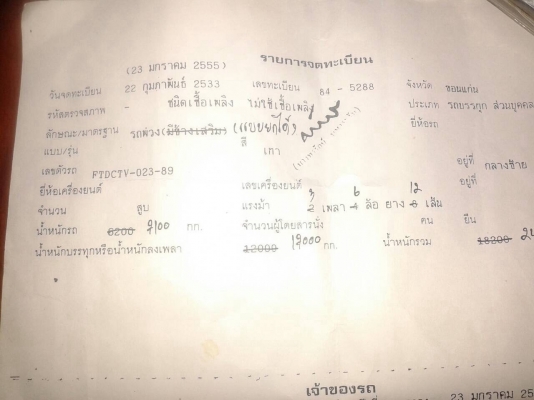 (23 มกราคม 2555) รายการจดทะเบียน
วันจดทะเบียน 22 กุมภาพันธ์ 2533 เลขทะเบียน 84 - 5288 จังหวัด ขอนแก่น
รหัสตรวจสภาพ - ชนิดเชื้อเพลิง ไม่ใช้เชื้อเพลิง ประเภท รถบรรทุก ส่วนบุคคล
ลักษณะ/มาตรฐาน รถพ่วง(มีข้างเสริม) (แบบยกได้) ยี่ห้อรถ
แบบ/รุ่น สี เทา
เลขตัวรถ FTDCTV-023-89 อยู่ที่ กลางซ้าย
ยี่ห้อเครื่องยนต์ เลขเครื่องยนต์ อยู่ที่
3 6 12
จำนวน สูบ แรงม้า 2 เพลา 4 ล้อ ยาง 8 เส้น
น้ำหนักรถ 6200 7100 กก. จำนวนผู้โดยสารนั่ง คน ยืน
น้ำหนักบรรทุกหรือน้ำหนักลงเพลา 12000 17000 กก. น้ำหนักรวม 18200
เจ้าของรถ
23 มกราคม